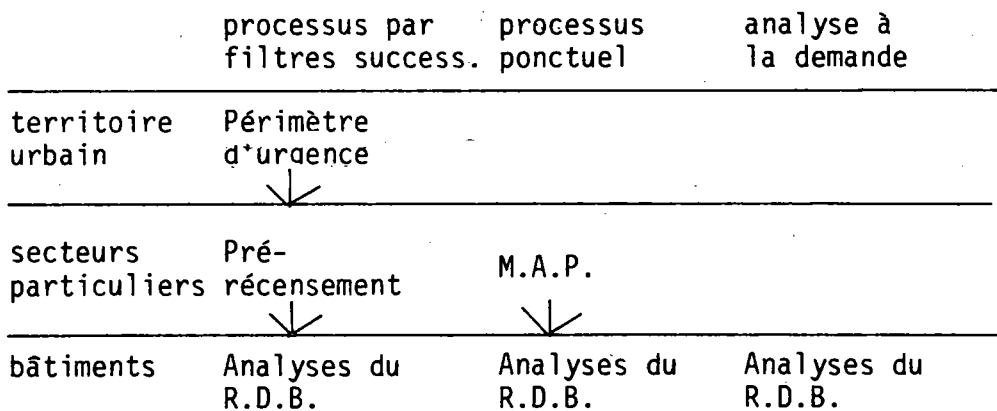 processus par processus analyse à
filtres success. ponctuel la demande
territoire Périmètre
urbain d'urgence
secteurs Pré-
particuliers récensement M.A.P.
bâtiments Analyses du Analyses du Analyses du
R.D.B. R.D.B. R.D.B.